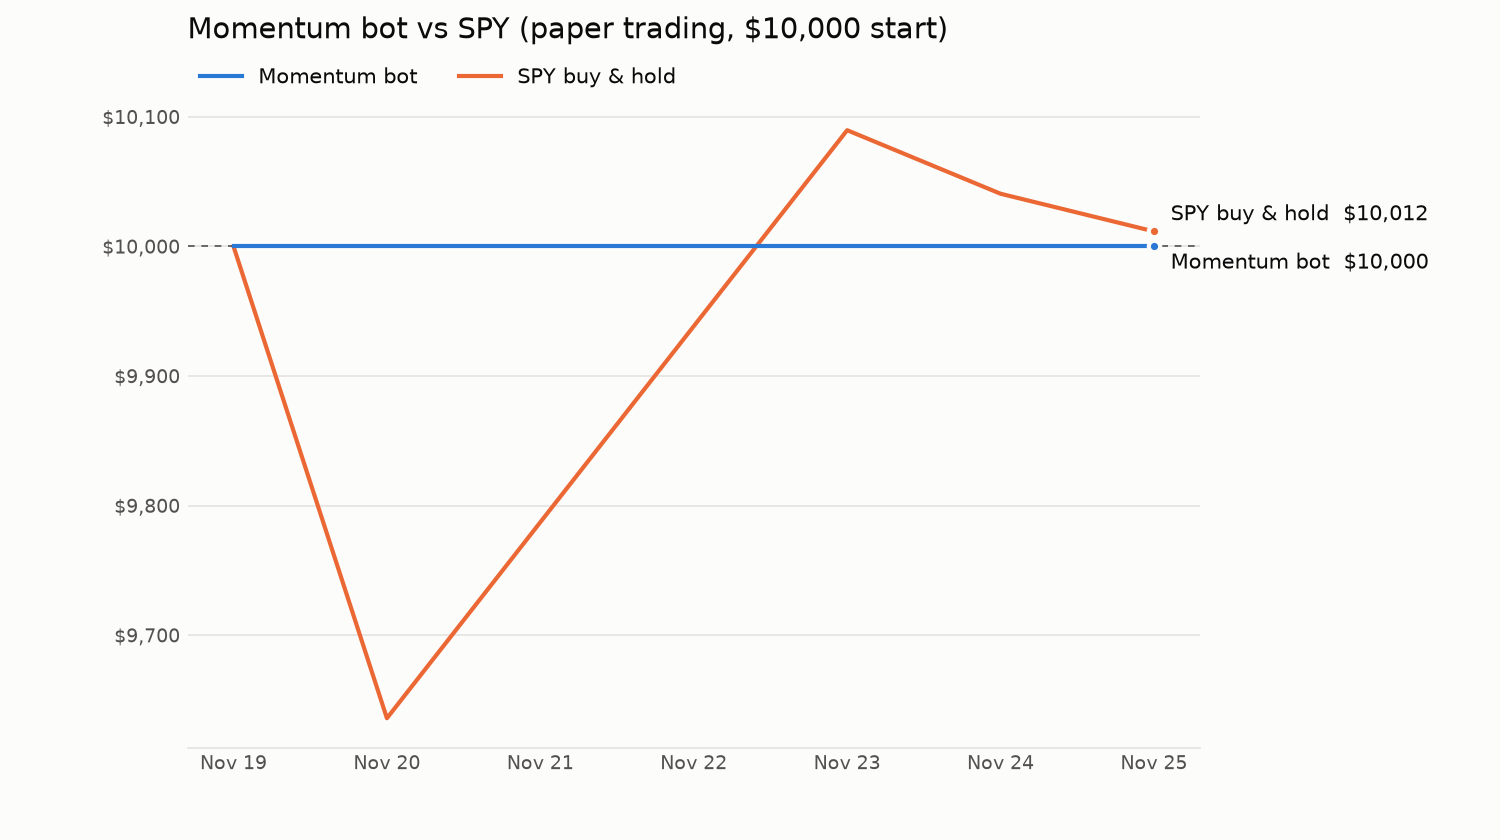 Momentum bot vs SPY (paper trading, $10,000 start)
Momentum bot SPY buy & hold
$10,100
$10,000
$9,900
$9,800
$9,700
SPY buy & hold $10,012
Momentum bot $10,000
Nov 19 Nov 20 Nov 21 Nov 22 Nov 23 Nov 24 Nov 25